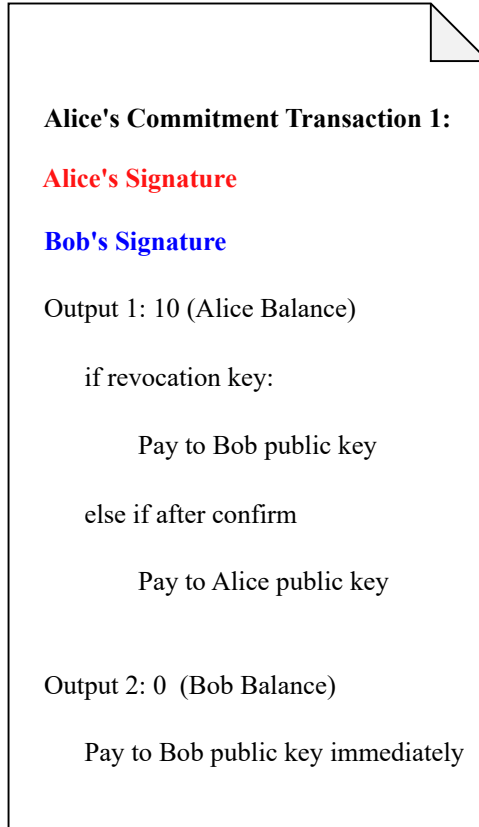 Alice's Commitment Transaction 1:
Alice's Signature
Bob's Signature
Output 1: 10 (Alice Balance)
if revocation key:
Pay to Bob public key
else if after confirm
Pay to Alice public key
Output 2: 0 (Bob Balance)
Pay to Bob public key immediately